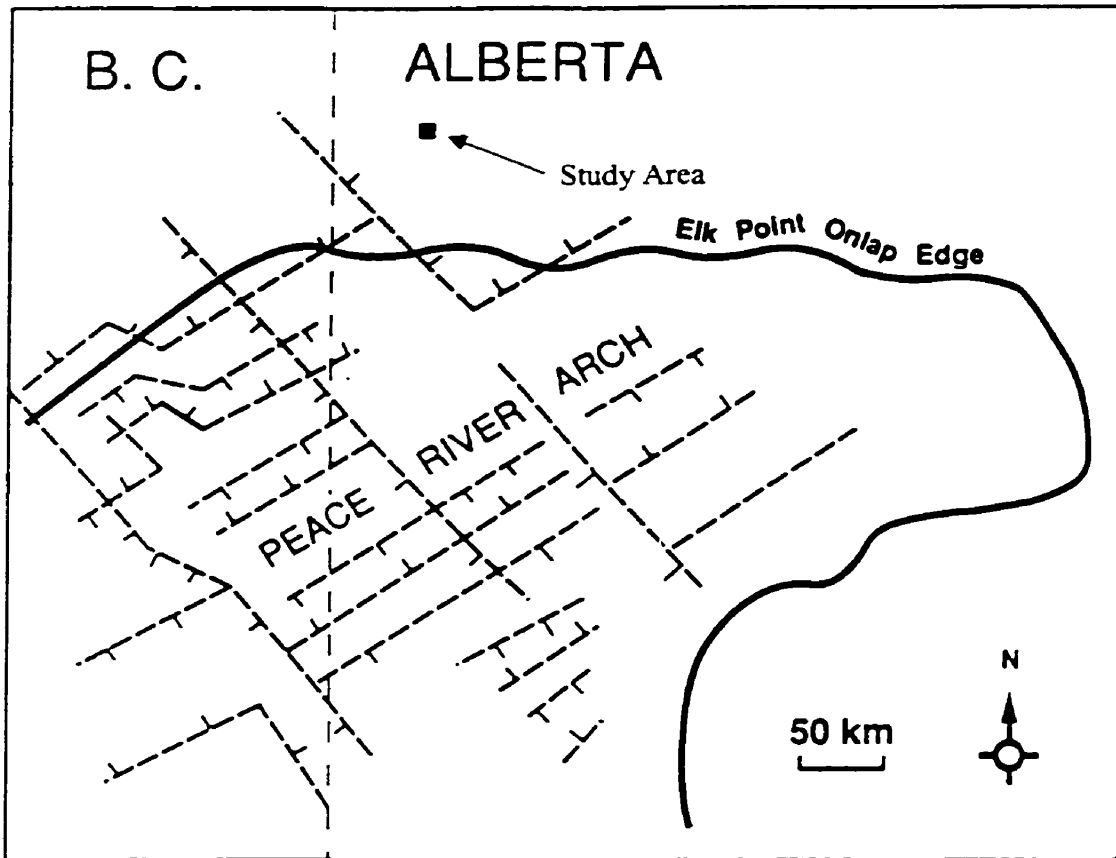 B. C.
ALBERTA
Study Area
Elk Point Onlap Edge
PEACE RIVER ARCH
N
50 km